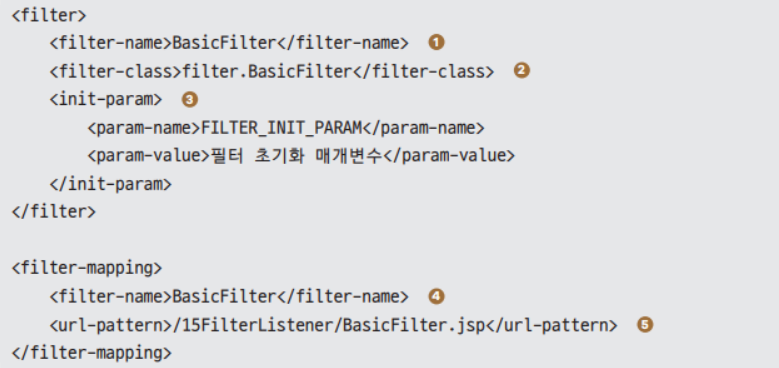 <filter>
<filter-name>BasicFilter</filter-name> ❶
<filter-class>filter.BasicFilter</filter-class> ❷
<init-param> ❸
<param-name>FILTER_INIT_PARAM</param-name>
<param-value>필터 초기화 매개변수</param-value>
</init-param>
</filter>
<filter-mapping>
<filter-name>BasicFilter</filter-name> ❹
<url-pattern>/15FilterListener/BasicFilter.jsp</url-pattern> ❺
</filter-mapping>